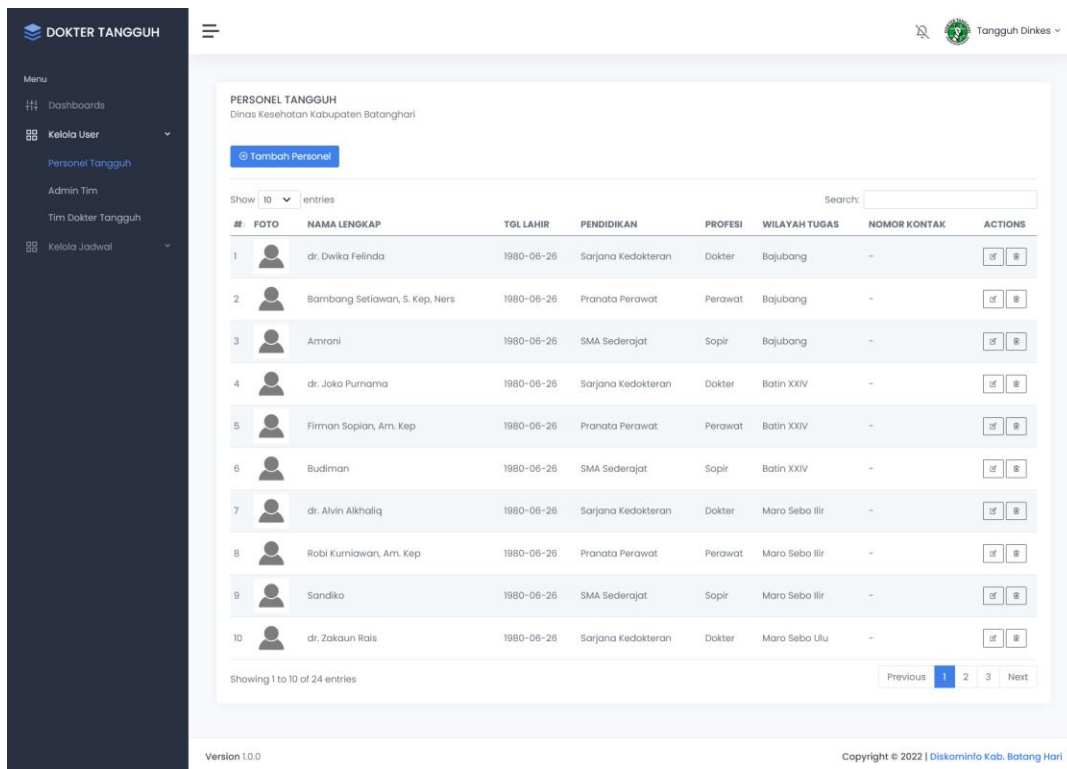 DOKTER TANGGUH
Tangguh Dinkes
Menu
Dashboards
Kelola User
Personel Tangguh
Admin Tim
Tim Dokter Tangguh
Kelola Jadwal
PERSONEL TANGGUH
Dinas Kesehatan Kabupaten Batanghari
Tambah Personel
Show 10 entries Search:
# FOTO NAMA LENGKAP TGL LAHIR PENDIDIKAN PROFESI WILAYAH TUGAS NOMOR KONTAK ACTIONS
1 dr. Dwika Felinda 1980-06-26 Sarjana Kedokteran Dokter Bajubang -
2 Bambang Setiawan, S. Kep, Ners 1980-06-26 Pranata Perawat Perawat Bajubang -
3 Amroni 1980-06-26 SMA Sederajat Sopir Bajubang -
4 dr. Joko Purnama 1980-06-26 Sarjana Kedokteran Dokter Batin XXIV -
5 Firman Sopian, Am. Kep 1980-06-26 Pranata Perawat Perawat Batin XXIV -
6 Budiman 1980-06-26 SMA Sederajat Sopir Batin XXIV -
7 dr. Alvin Alkhaliq 1980-06-26 Sarjana Kedokteran Dokter Maro Sebo Ilir -
8 Robi Kurniawan, Am. Kep 1980-06-26 Pranata Perawat Perawat Maro Sebo Ilir -
9 Sandiko 1980-06-26 SMA Sederajat Sopir Maro Sebo Ilir -
10 dr. Zakaun Rais 1980-06-26 Sarjana Kedokteran Dokter Maro Sebo Ulu -
Showing 1 to 10 of 24 entries Previous 1 2 3 Next
Version 1.0.0 Copyright © 2022 | Diskominfo Kab. Batang Hari